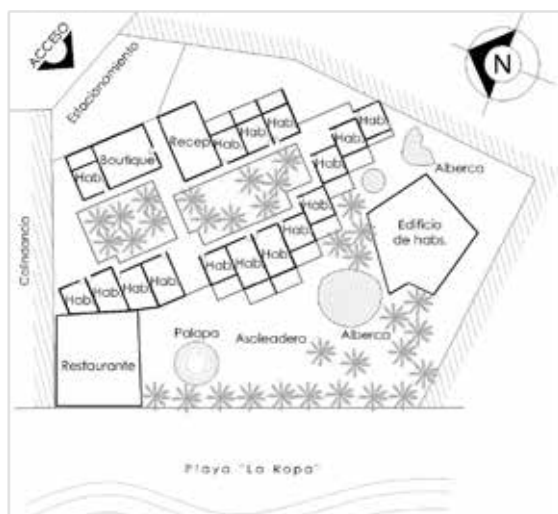 ACCESO
N
Estacionamiento
Hab.
Hab.
Recep
Hab.
Hab.
Boutique
Hab.
Hab.
Hab.
Alberca
Hab.
Colindancia
Edificio
de habs.
Hab.
Hab.
Hab.
Hab.
Hab.
Hab.
Hab.
Hab.
Palapa
Asoleadero
Alberca
Restaurante
Playa "La Ropa"